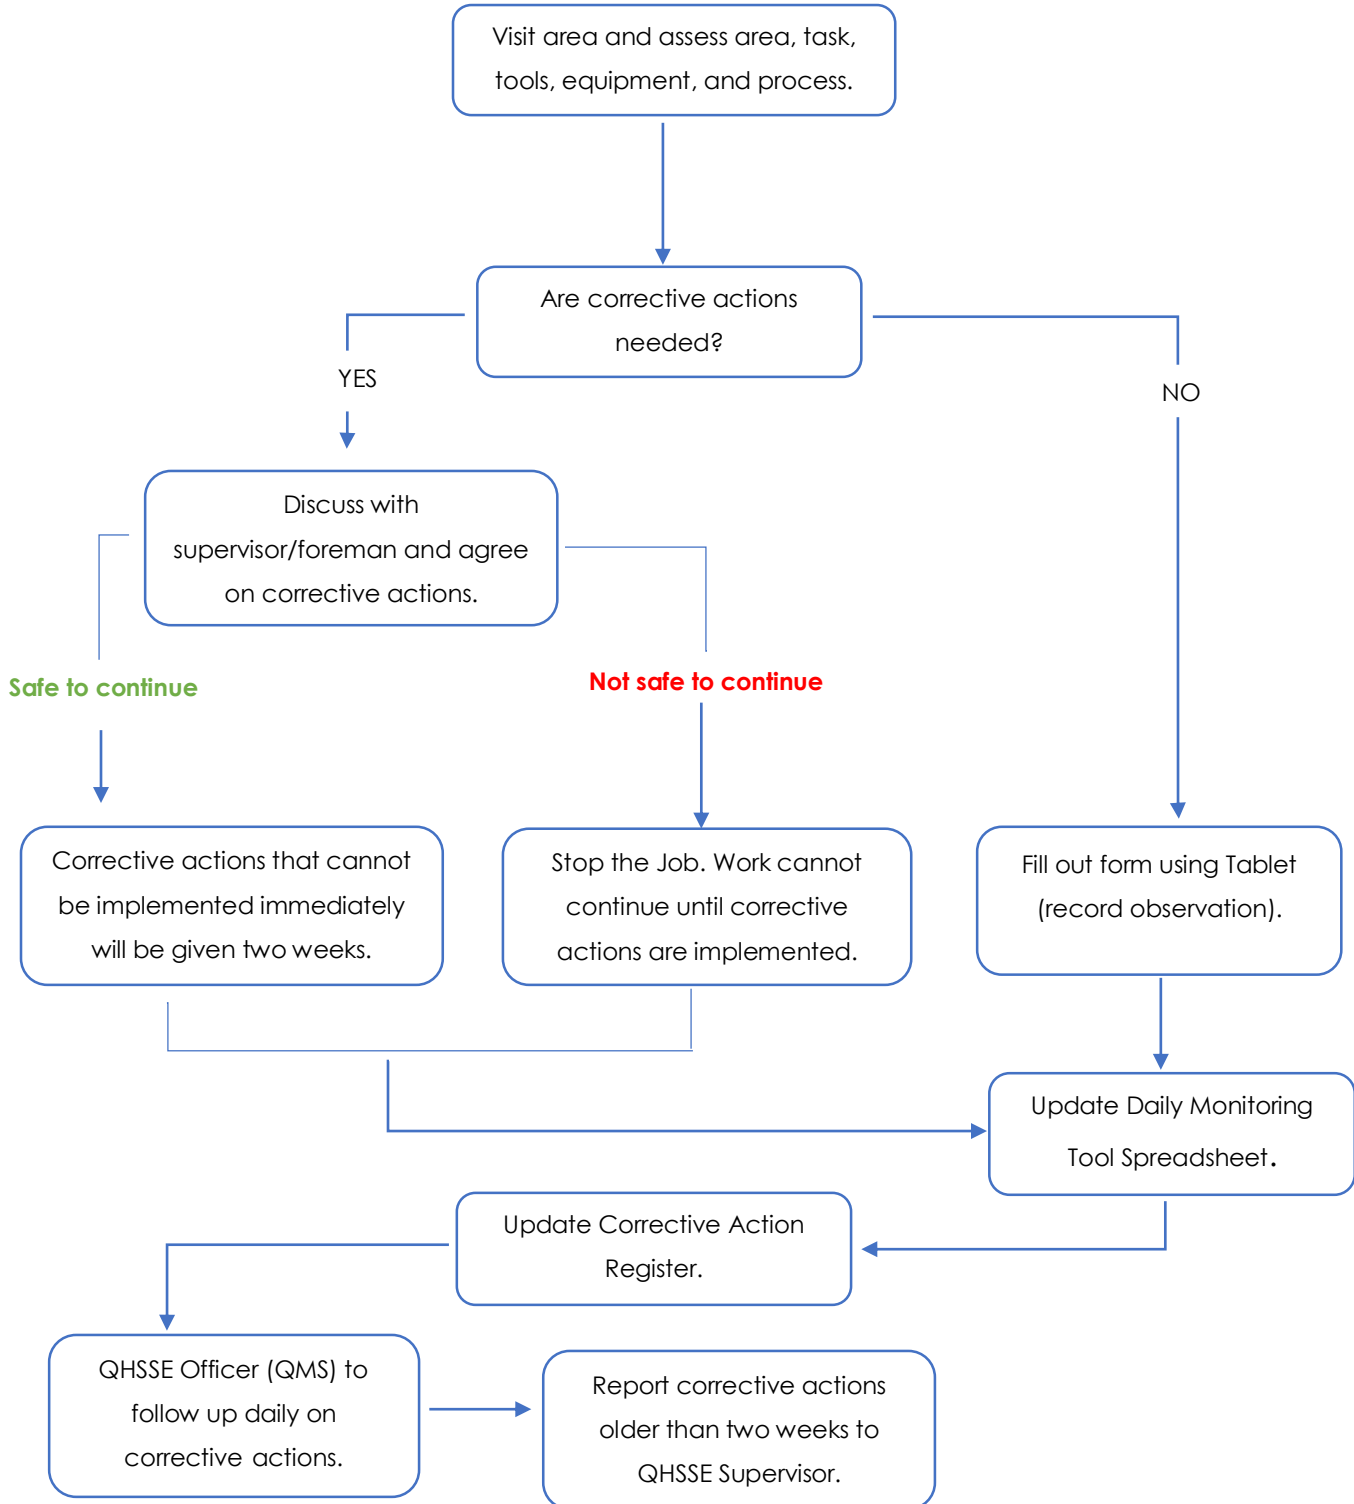 Visit area and assess area, task,
tools, equipment, and process.
Are corrective actions
needed?
YES
NO
Discuss with
supervisor/foreman and agree
on corrective actions.
Safe to continue
Not safe to continue
Corrective actions that cannot
be implemented immediately
will be given two weeks.
Stop the Job. Work cannot
continue until corrective
actions are implemented.
Fill out form using Tablet
(record observation).
Update Daily Monitoring
Tool Spreadsheet.
Update Corrective Action
Register.
QHSSE Officer (QMS) to
follow up daily on
corrective actions.
Report corrective actions
older than two weeks to
QHSSE Supervisor.